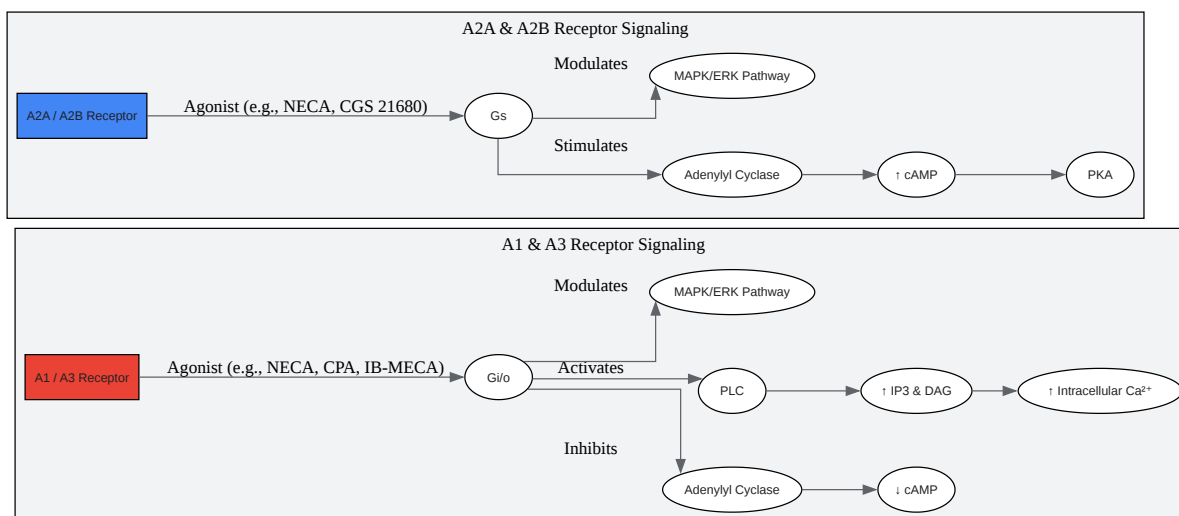 A2A & A2B Receptor Signaling
Modulates
MAPK/ERK Pathway
A2A / A2B Receptor
Agonist (e.g., NECA, CGS 21680)
Gs
Stimulates
Adenylyl Cyclase
↑ cAMP
PKA
A1 & A3 Receptor Signaling
Modulates
MAPK/ERK Pathway
A1 / A3 Receptor
Agonist (e.g., NECA, CPA, IB-MECA)
Gi/o
Activates
PLC
↑ IP3 & DAG
↑ Intracellular Ca²⁺
Inhibits
Adenylyl Cyclase
↓ cAMP